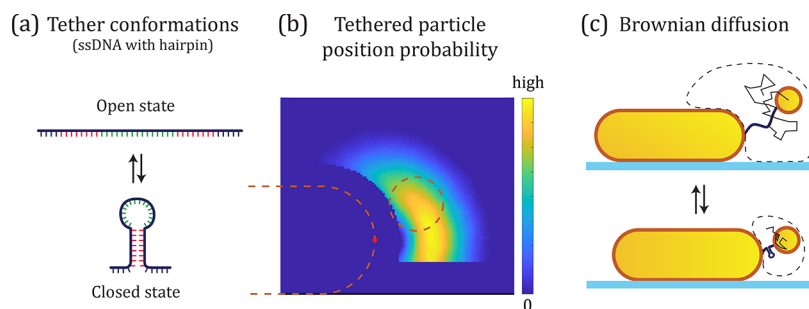 (a) Tether conformations
(ssDNA with hairpin)
Open state
Closed state
(b) Tethered particle
position probability
high
0
(c) Brownian diffusion